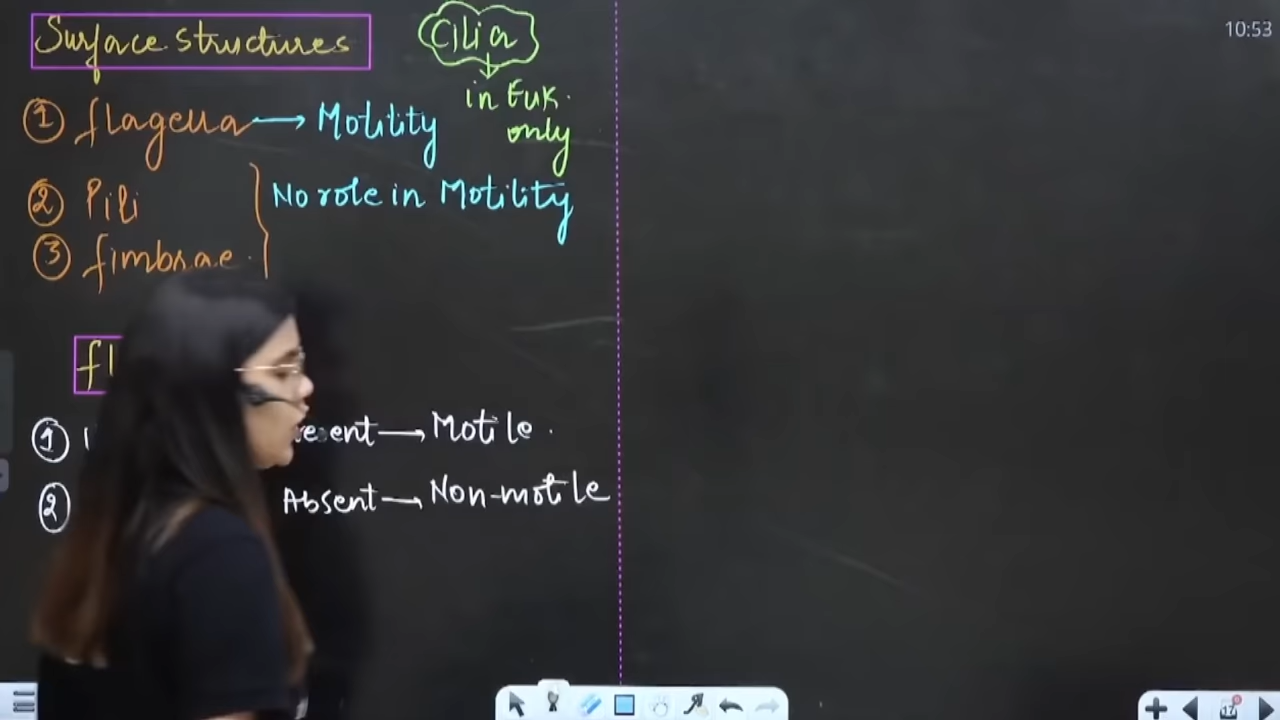 Surface structures
Cilia
in Euk.
only
① flagella → Motility
② Pili
③ fimbrae
No role in Motility
fl
① → Motile.
② Absent → Non-motile
10:53
17